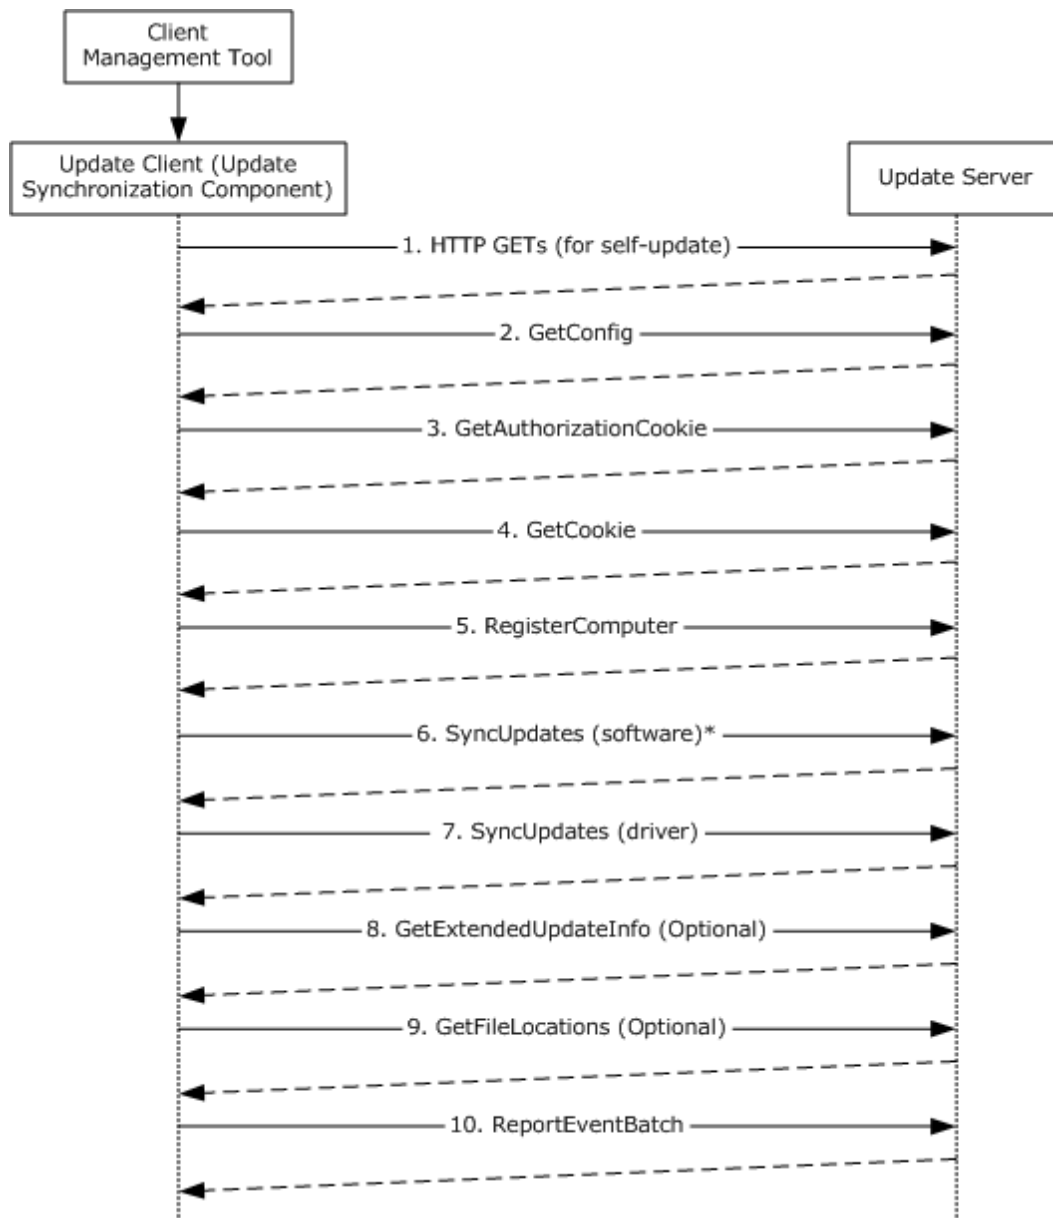 Client
Management Tool
Update Client (Update
Synchronization Component)
Update Server
1. HTTP GETs (for self-update)
2. GetConfig
3. GetAuthorizationCookie
4. GetCookie
5. RegisterComputer
6. SyncUpdates (software)*
7. SyncUpdates (driver)
8. GetExtendedUpdateInfo (Optional)
9. GetFileLocations (Optional)
10. ReportEventBatch